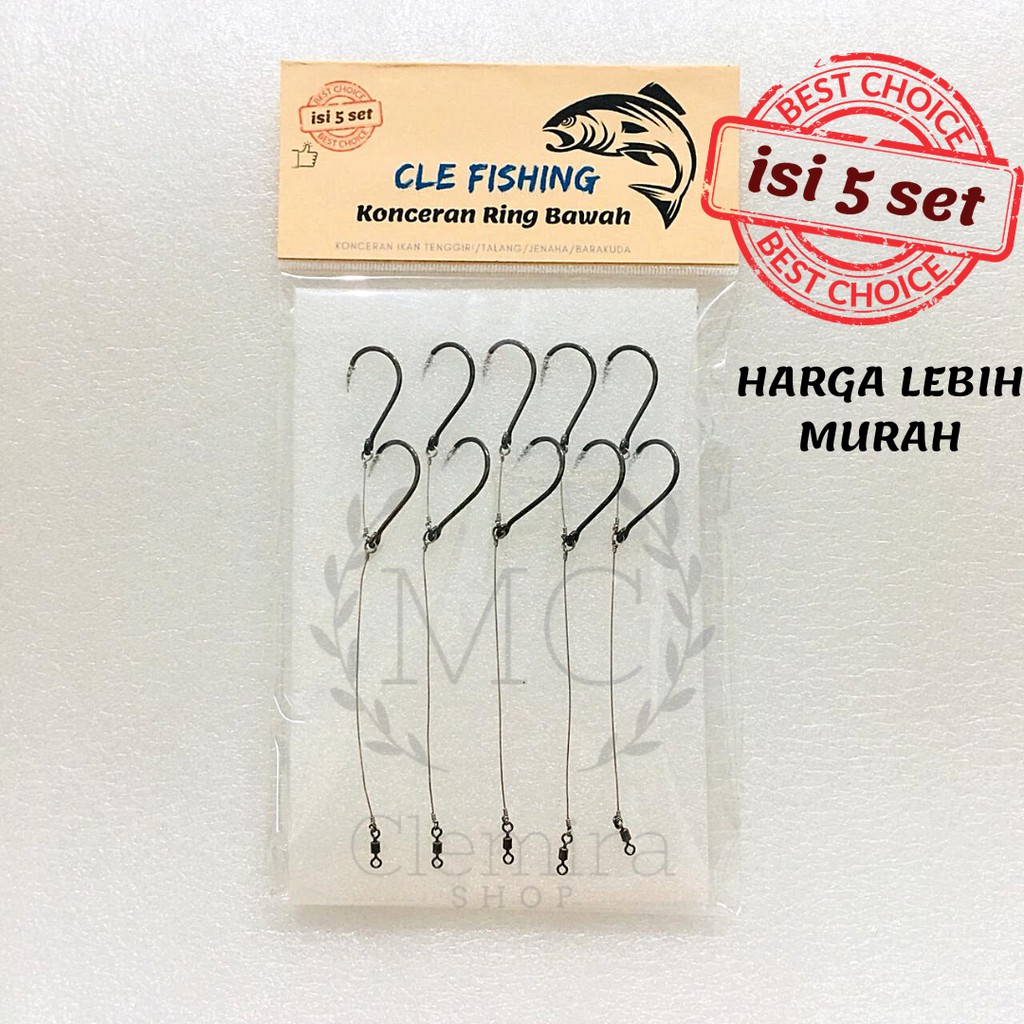 BEST CHOICE
isi 5 set
BEST CHOICE
CLE FISHING
Konceran Ring Bawah
KONCERAN IKAN TENGGIRI/TALANG/JENAHA/BARAKUDA
BEST CHOICE
isi 5 set
BEST CHOICE
HARGA LEBIH
MURAH
MC
Clemira
SHOP